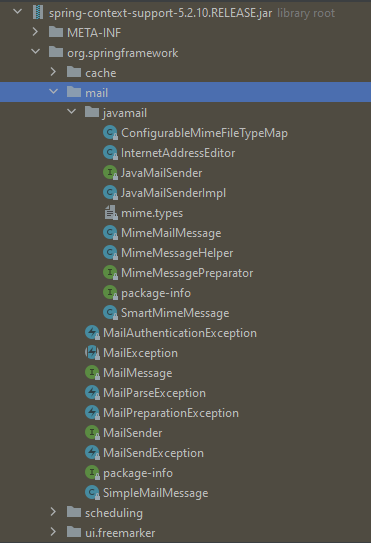 spring-context-support-5.2.10.RELEASE.jar library root
META-INF
org.springframework
cache
mail
javamail
ConfigurableMimeFileTypeMap
InternetAddressEditor
JavaMailSender
JavaMailSenderImpl
mime.types
MimeMailMessage
MimeMessageHelper
MimeMessagePreparator
package-info
SmartMimeMessage
MailAuthenticationException
MailException
MailMessage
MailParseException
MailPreparationException
MailSender
MailSendException
package-info
SimpleMailMessage
scheduling
ui.freemarker